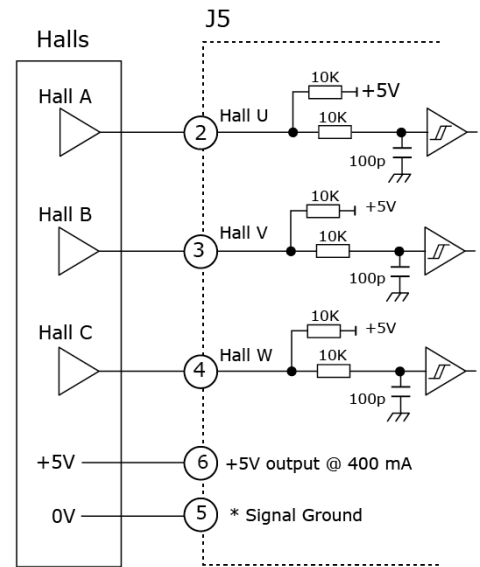 J5
Halls
10K
+5V
Hall A
2
Hall U
10K
100p
10K
+5V
Hall B
3
Hall V
10K
100p
10K
+5V
Hall C
4
Hall W
10K
100p
+5V
6
+5V output @ 400 mA
0V
5
* Signal Ground